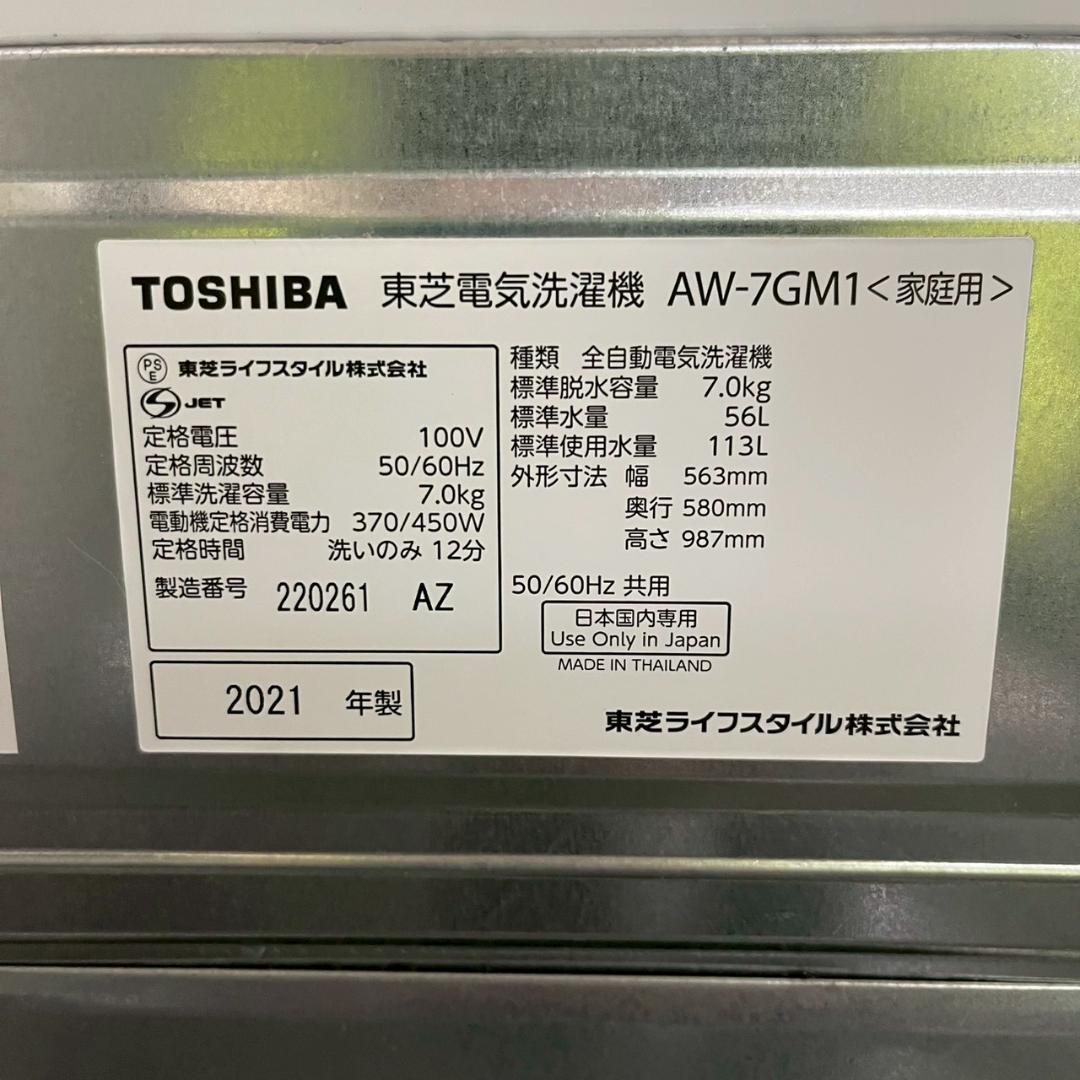 TOSHIBA 東芝電気洗濯機 AW-7GM1<家庭用>
PSE 東芝ライフスタイル株式会社
S JET
定格電圧 100V
定格周波数 50/60Hz
標準洗濯容量 7.0kg
電動機定格消費電力 370/450W
定格時間 洗いのみ 12分
製造番号 220261 AZ
2021 年製
種類 全自動電気洗濯機
標準脱水容量 7.0kg
標準水量 56L
標準使用水量 113L
外形寸法 幅 563mm
奥行 580mm
高さ 987mm
50/60Hz 共用
日本国内専用
Use Only in Japan
MADE IN THAILAND
東芝ライフスタイル株式会社